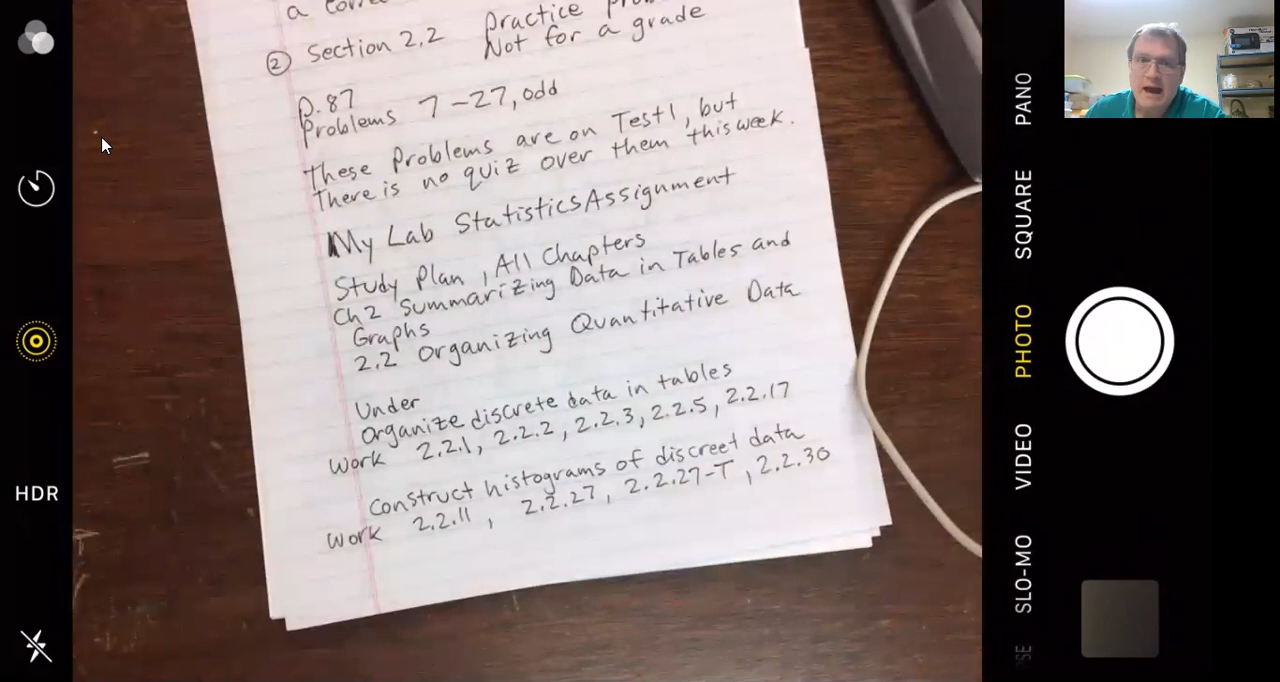 a corre
② Section 2.2 practice pro
Not for a grade
p.87
Problems 7-27, odd
These Problems are on Test 1, but
there is no quiz over them this week.
My Lab Statistics Assignment
Study Plan, All Chapters
Ch2 Summarizing Data in Tables and
Graphs
2.2 Organizing Quantitative Data
Under
Organize discrete data in tables
Work 2.2.1, 2.2.2, 2.2.3, 2.2.5, 2.2.17
Construct histograms of discreet data
Work 2.2.11, 2.2.27, 2.2.27-T, 2.2.30
HDR
PANO
SQUARE
PHOTO
VIDEO
SLO-MO